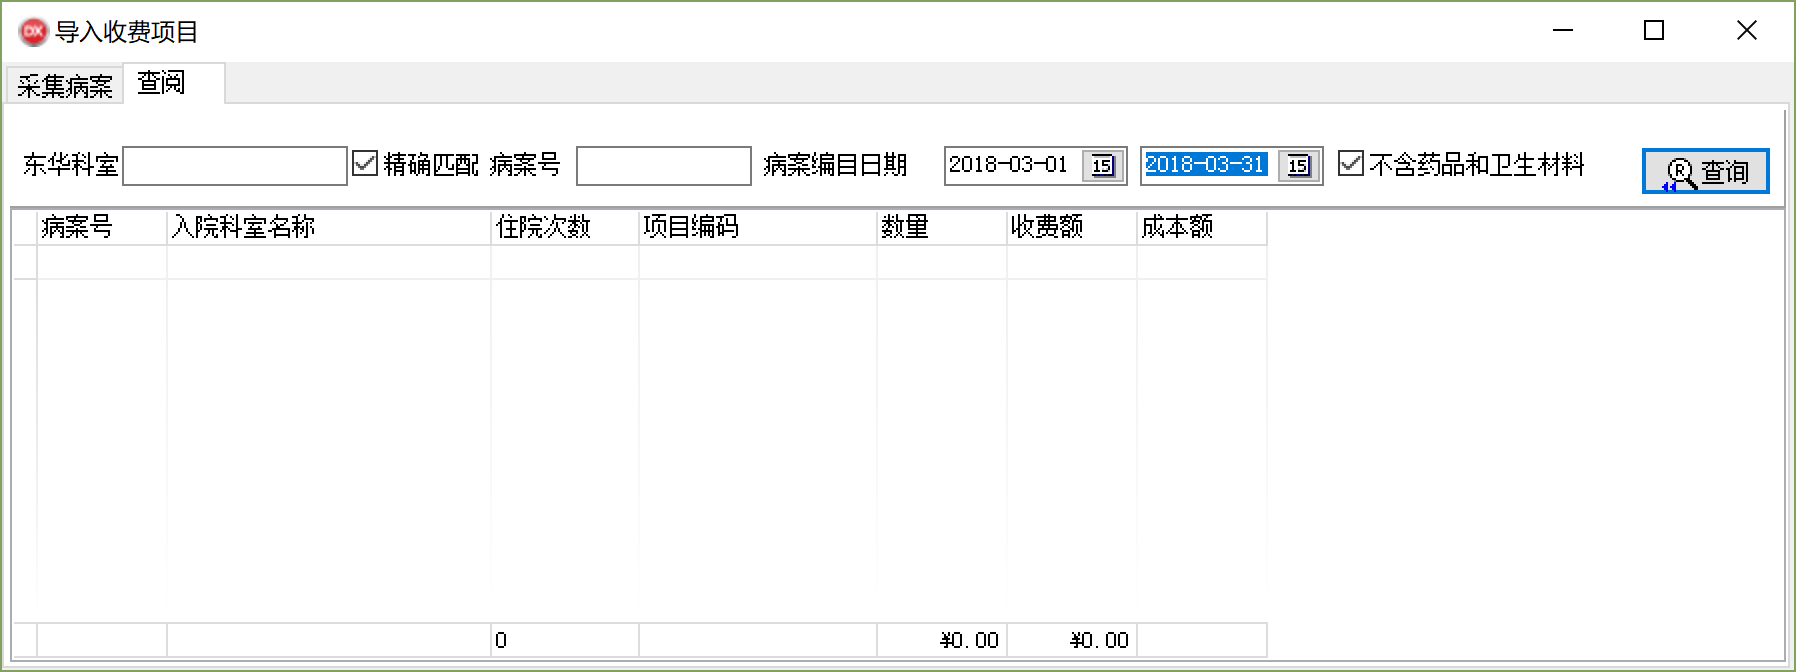 DX 导入收费项目
采集病案 查阅
东华科室 精确匹配 病案号 病案编目日期 2018-03-01 15 2018-03-31 15 不含药品和卫生材料 R 查询
病案号 入院科室名称 住院次数 项目编码 数量 收费额 成本额
0 ¥0.00 ¥0.00